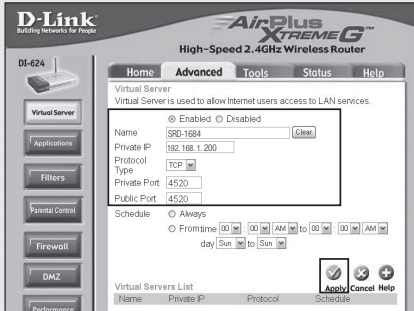 D-Link
Building Networks for People
AirPlus
XTREME G™
High-Speed 2.4GHz Wireless Router
DI-624
Home Advanced Tools Status Help
Virtual Server
Virtual Server is used to allow Internet users access to LAN services.
Enabled Disabled
Name SRD-1684 Clear
Private IP 192.168.1.200
Protocol Type TCP
Private Port 4520
Public Port 4520
Schedule Always
From time 00 : 00 AM to 00 : 00 AM
day Sun to Sun
Apply Cancel Help
Virtual Servers List
Name Private IP Protocol Schedule
Virtual Server
Applications
Filters
Parental Control
Firewall
DMZ
Performance